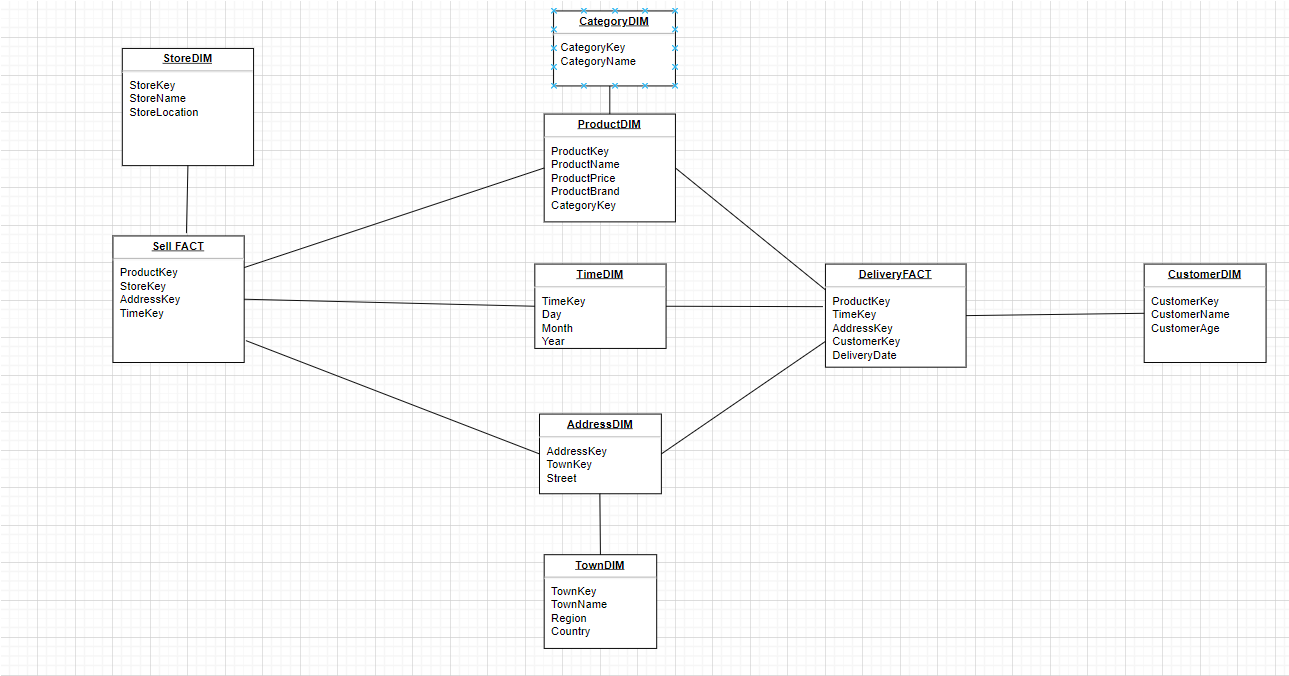 CategoryDIM
CategoryKey
CategoryName
StoreDIM
StoreKey
StoreName
StoreLocation
ProductDIM
ProductKey
ProductName
ProductPrice
ProductBrand
CategoryKey
Sell FACT
ProductKey
StoreKey
AddressKey
TimeKey
TimeDIM
TimeKey
Day
Month
Year
DeliveryFACT
ProductKey
TimeKey
AddressKey
CustomerKey
DeliveryDate
CustomerDIM
CustomerKey
CustomerName
CustomerAge
AddressDIM
AddressKey
TownKey
Street
TownDIM
TownKey
TownName
Region
Country